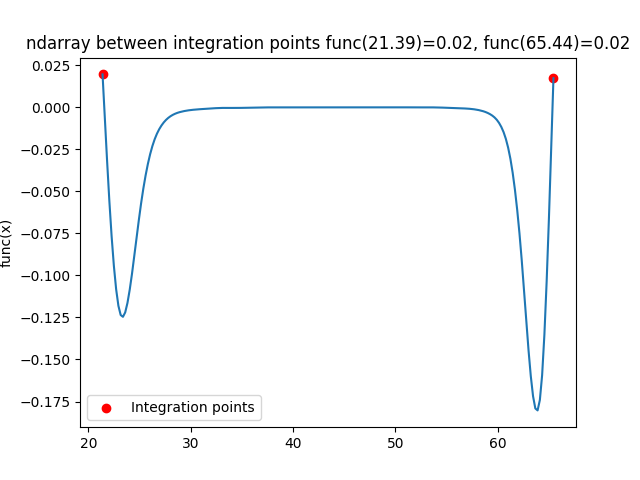 ndarray between integration points func(21.39)=0.02, func(65.44)=0.02
func(x)
0.025
0.000
−0.025
−0.050
−0.075
−0.100
−0.125
−0.150
−0.175
Integration points
20 30 40 50 60